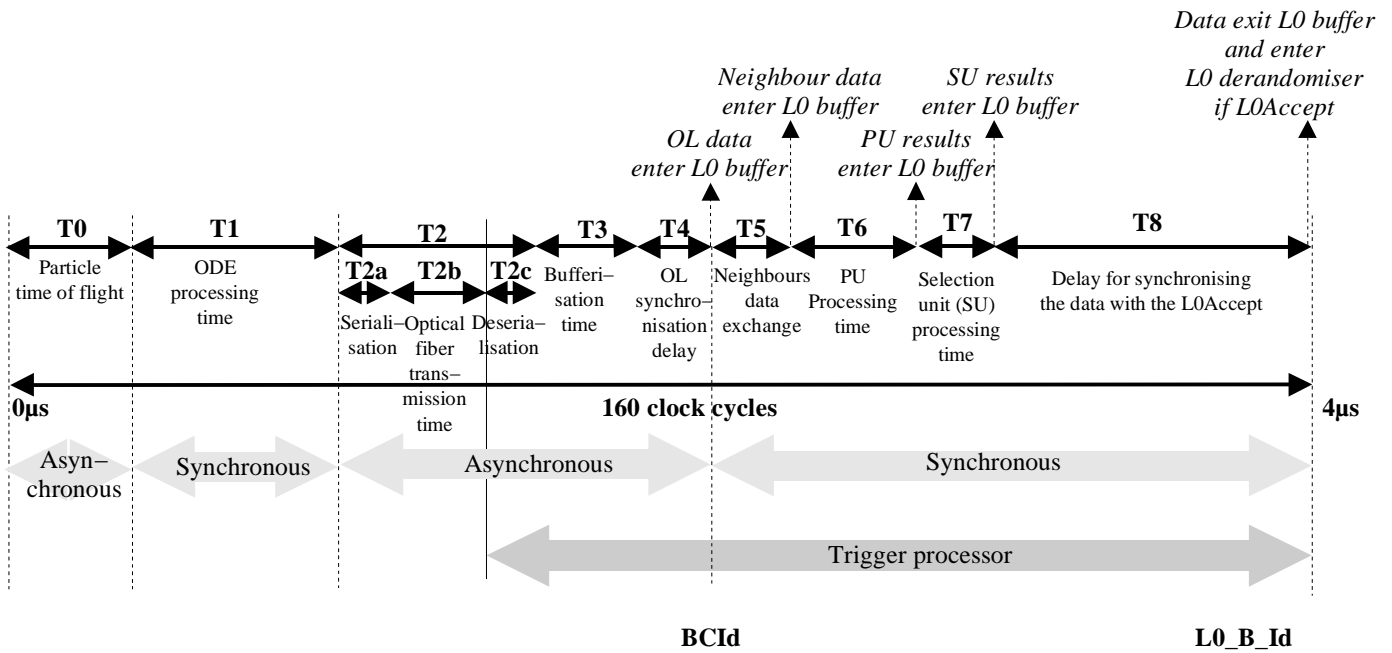 Data exit L0 buffer
and enter
L0 derandomiser
if L0Accept
Neighbour data
enter L0 buffer
SU results
enter L0 buffer
OL data
enter L0 buffer
PU results
enter L0 buffer
T0
T1
T2
T3
T4
T5
T6
T7
T8
Particle
time of flight
ODE
processing
time
T2a
T2b
T2c
Seriali–
sation
Optical
fiber
trans–
mission
time
Deseria–
lisation
Bufferi–
sation
time
OL
synchro–
nisation
delay
Neighbours
data
exchange
PU
Processing
time
Selection
unit (SU)
processing
time
Delay for synchronising
the data with the L0Accept
0μs
160 clock cycles
4μs
Asyn–
chronous
Synchronous
Asynchronous
Synchronous
Trigger processor
BCId
L0_B_Id